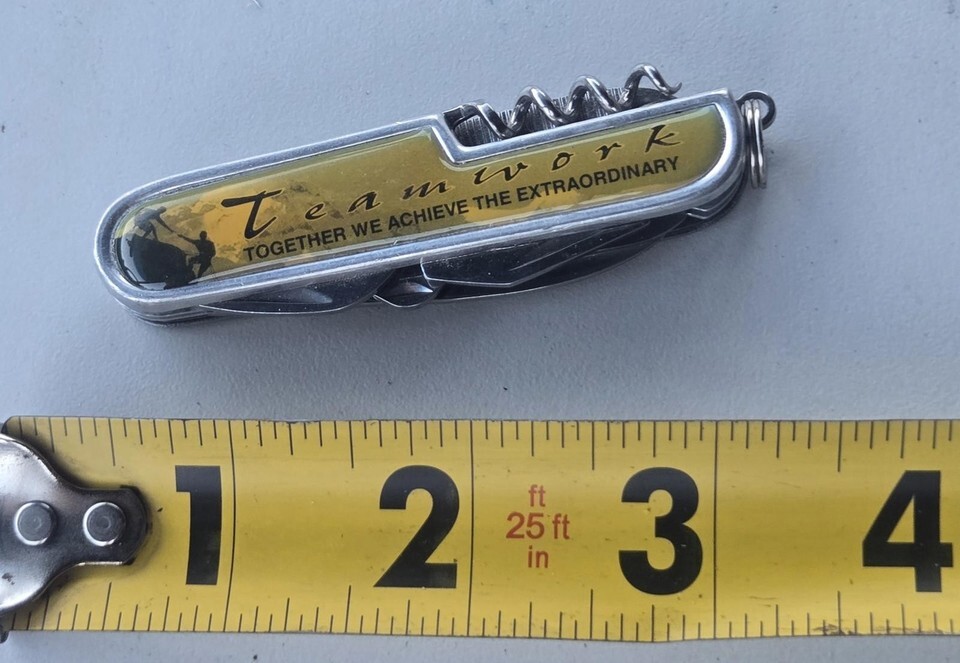 Teamwork
TOGETHER WE ACHIEVE THE EXTRAORDINARY
1 2 3 4
ft
25 ft
in